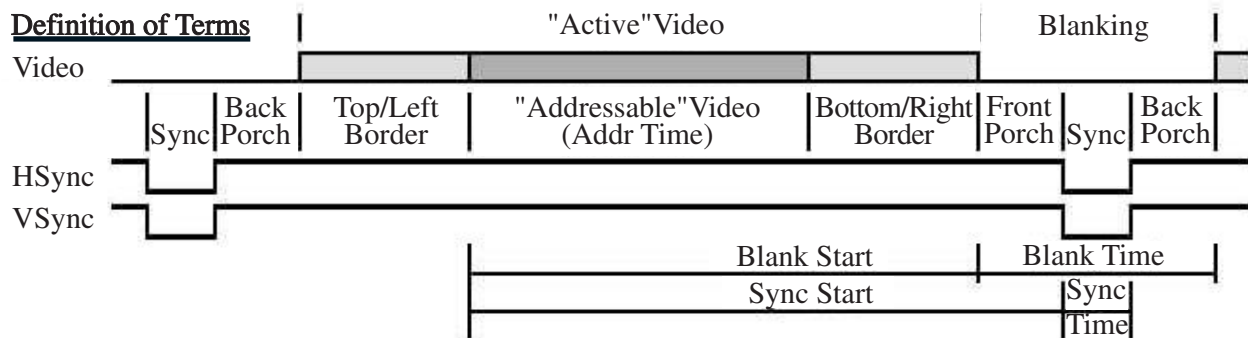 Definition of Terms "Active"Video Blanking
Video
Sync Back Porch Top/Left Border "Addressable"Video (Addr Time) Bottom/Right Border Front Porch Sync Back Porch
HSync
VSync
Blank Start Blank Time
Sync Start Sync Time